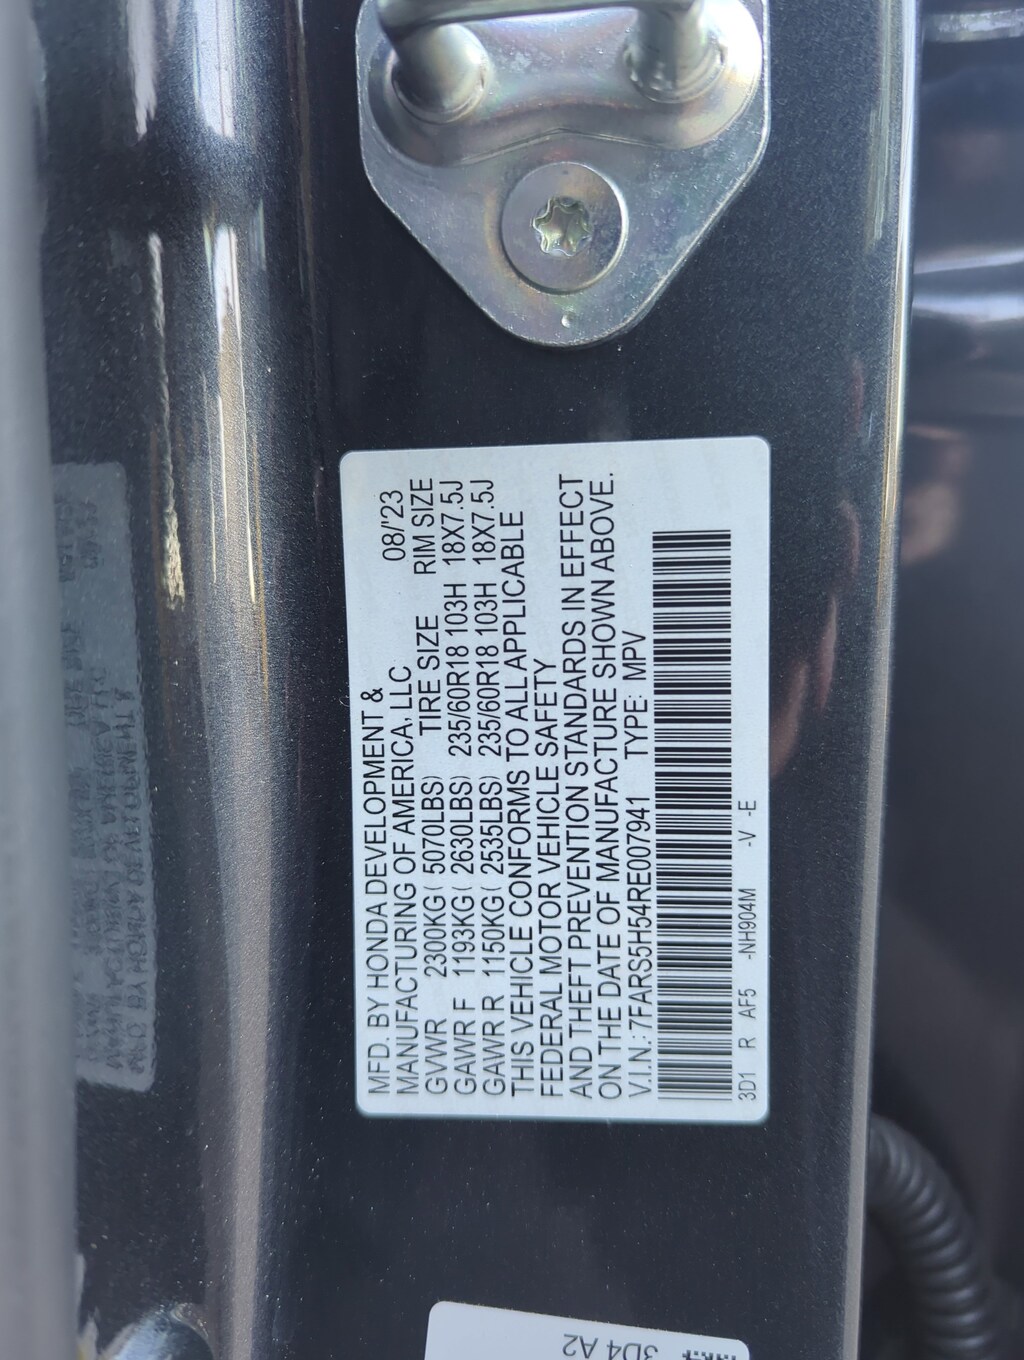 MFD. BY HONDA DEVELOPMENT &
MANUFACTURING OF AMERICA, LLC 08/'23
GVWR 2300KG( 5070LBS) TIRE SIZE RIM SIZE
GAWR F 1193KG( 2630LBS) 235/60R18 103H 18X7.5J
GAWR R 1150KG( 2535LBS) 235/60R18 103H 18X7.5J
THIS VEHICLE CONFORMS TO ALL APPLICABLE
FEDERAL MOTOR VEHICLE SAFETY
AND THEFT PREVENTION STANDARDS IN EFFECT
ON THE DATE OF MANUFACTURE SHOWN ABOVE.
V.I.N.:7FARS5H54RE007941 TYPE: MPV
3D1 R AF5 -NH904M -V -E
3D4 A2